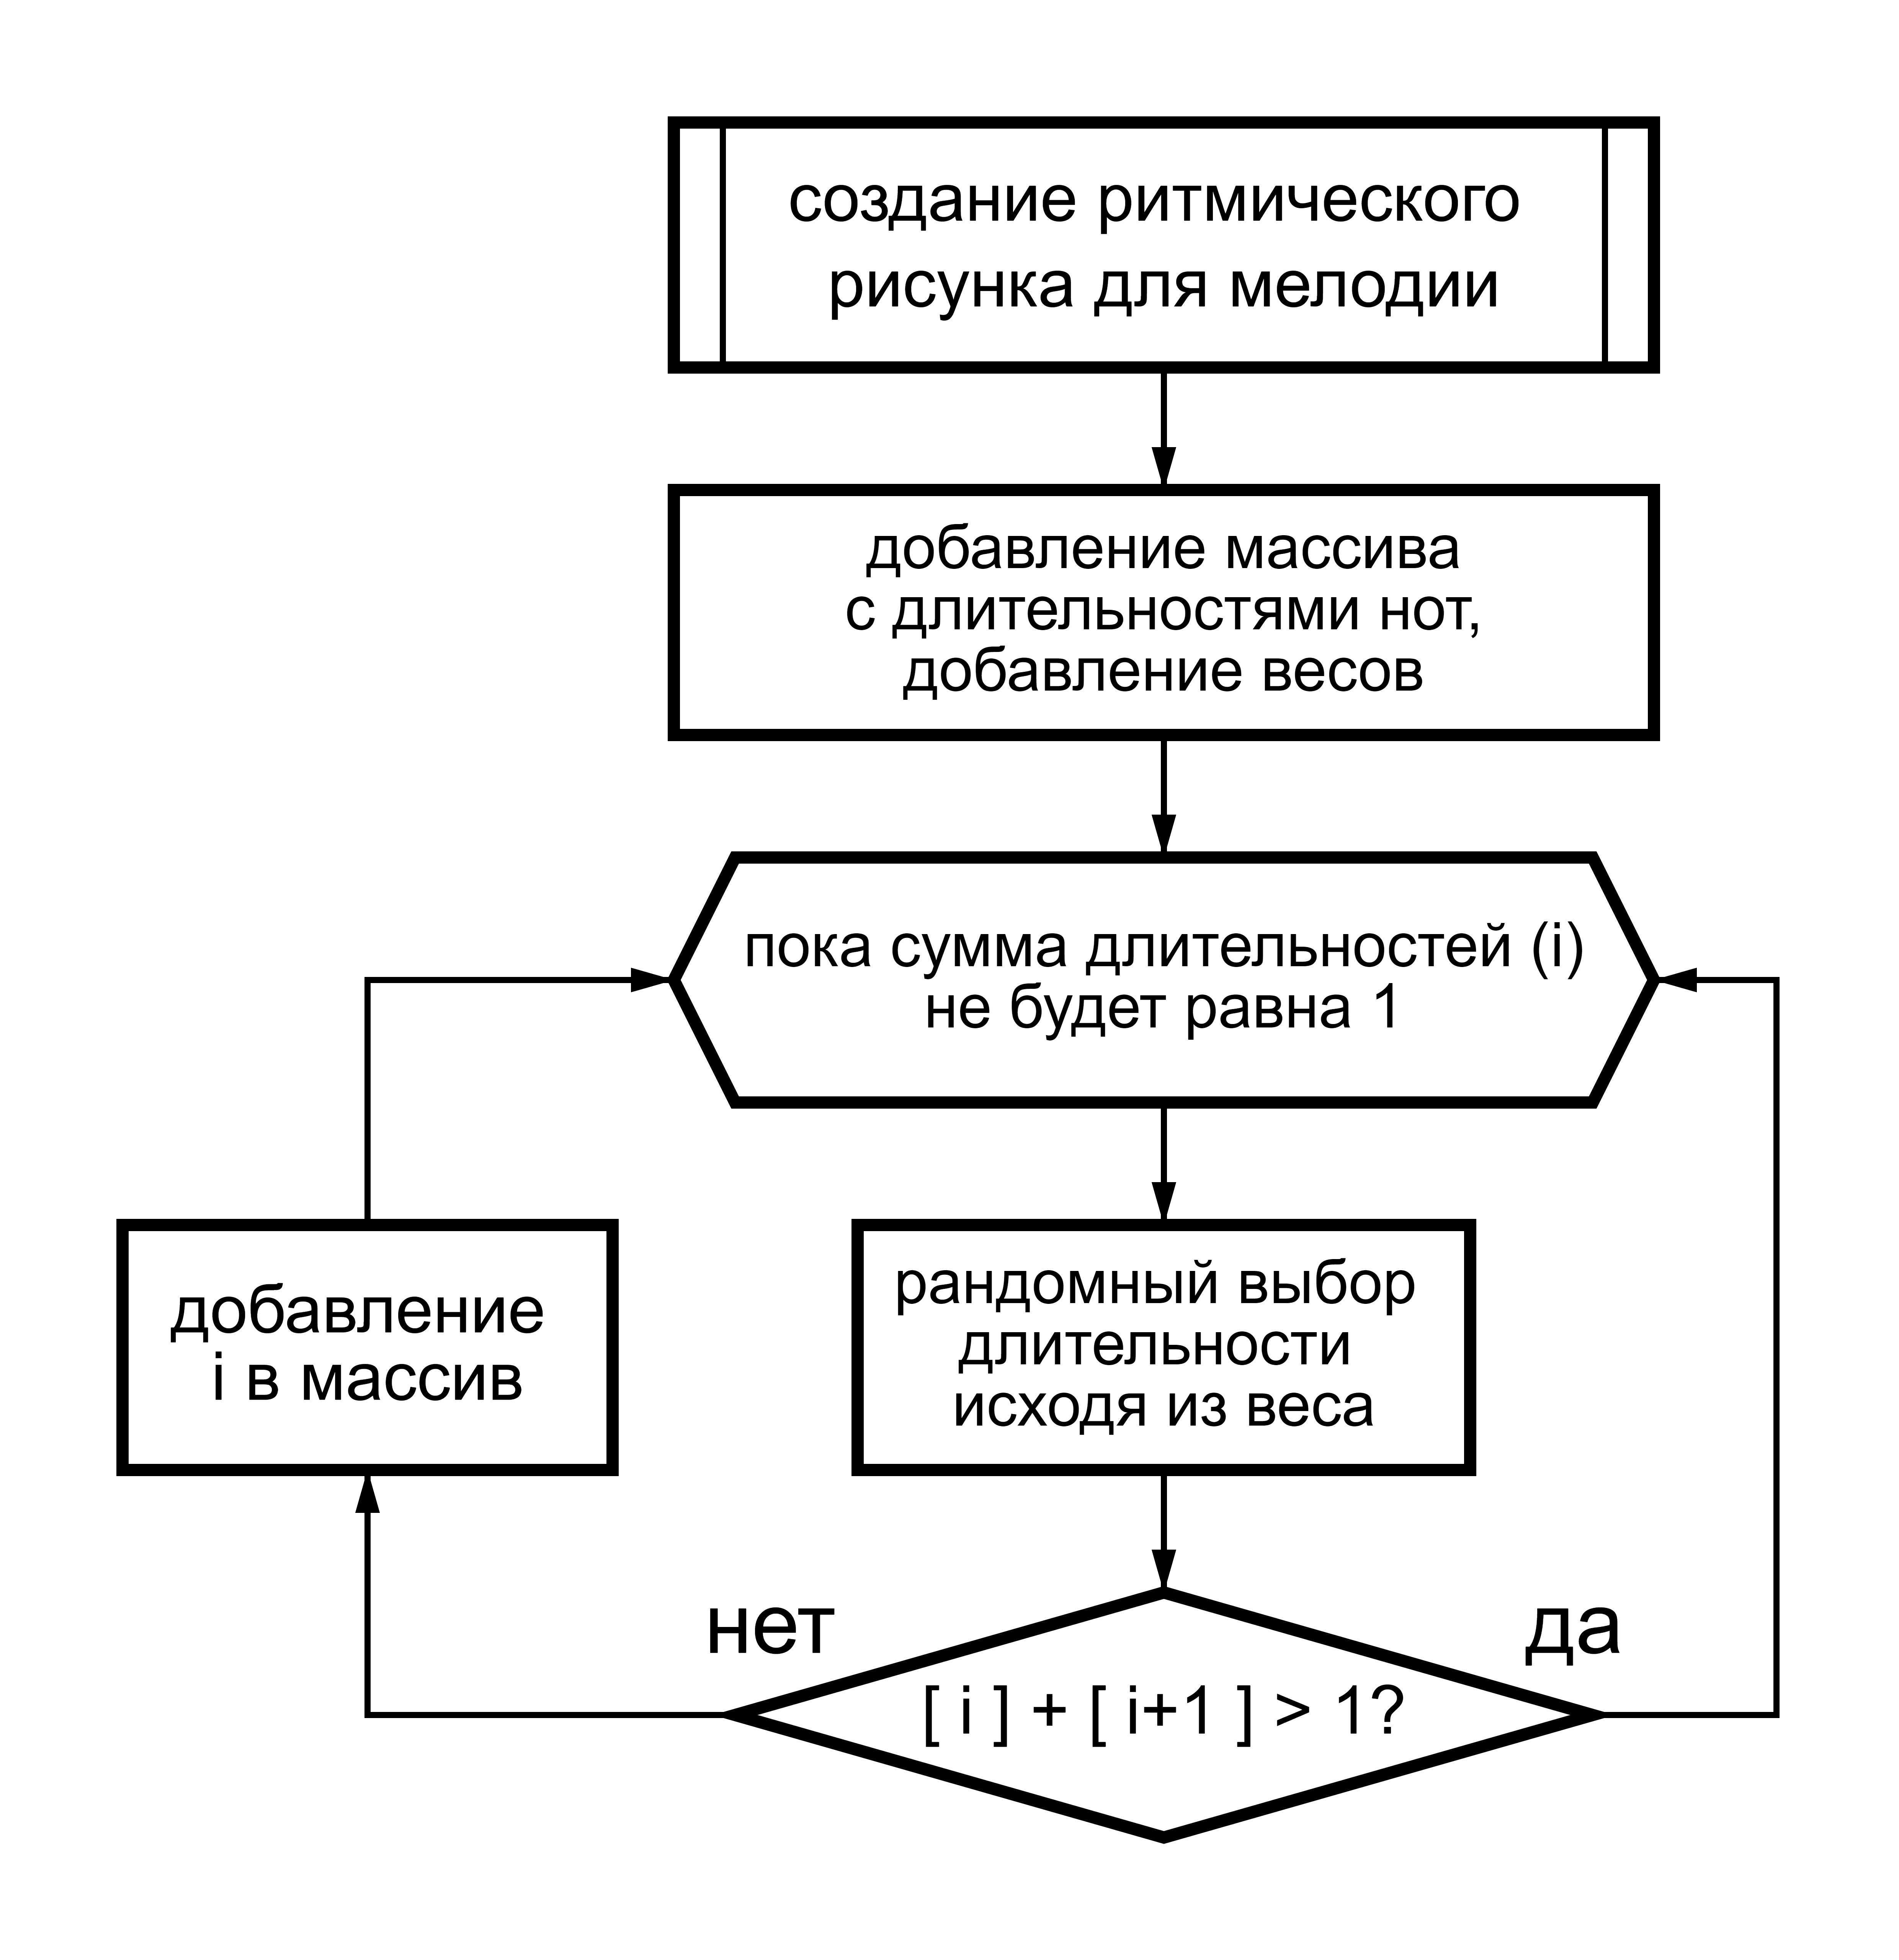 создание ритмического
рисунка для мелодии
добавление массива
с длительностями нот,
добавление весов
пока сумма длительностей (i)
не будет равна 1
добавление
i в массив
рандомный выбор
длительности
исходя из веса
нет
да
[ i ] + [ i+1 ] > 1?